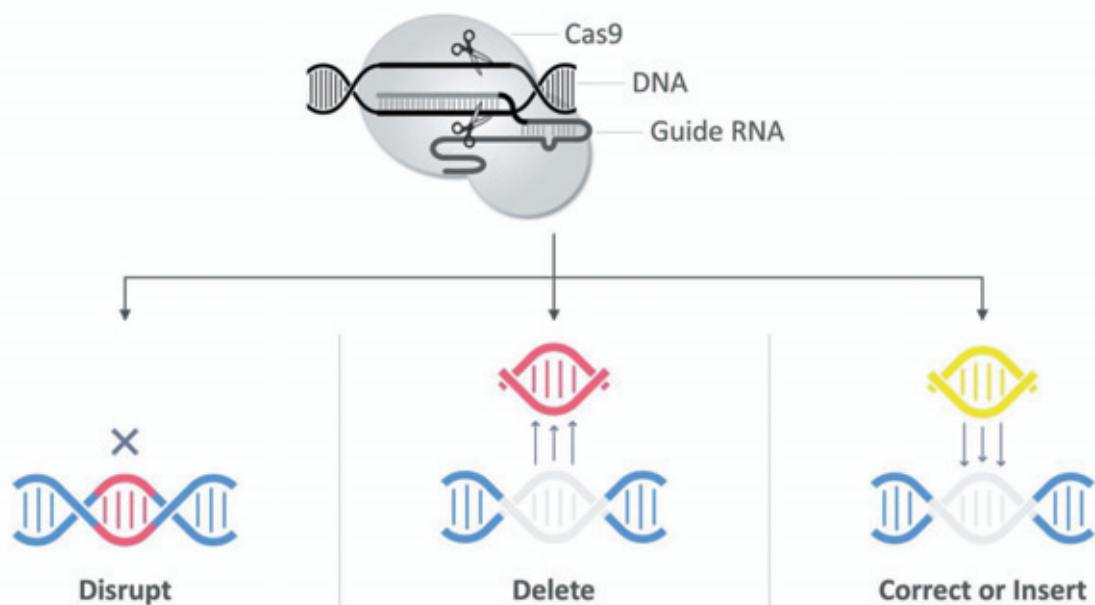 Cas9
DNA
Guide RNA
Disrupt
Delete
Correct or Insert